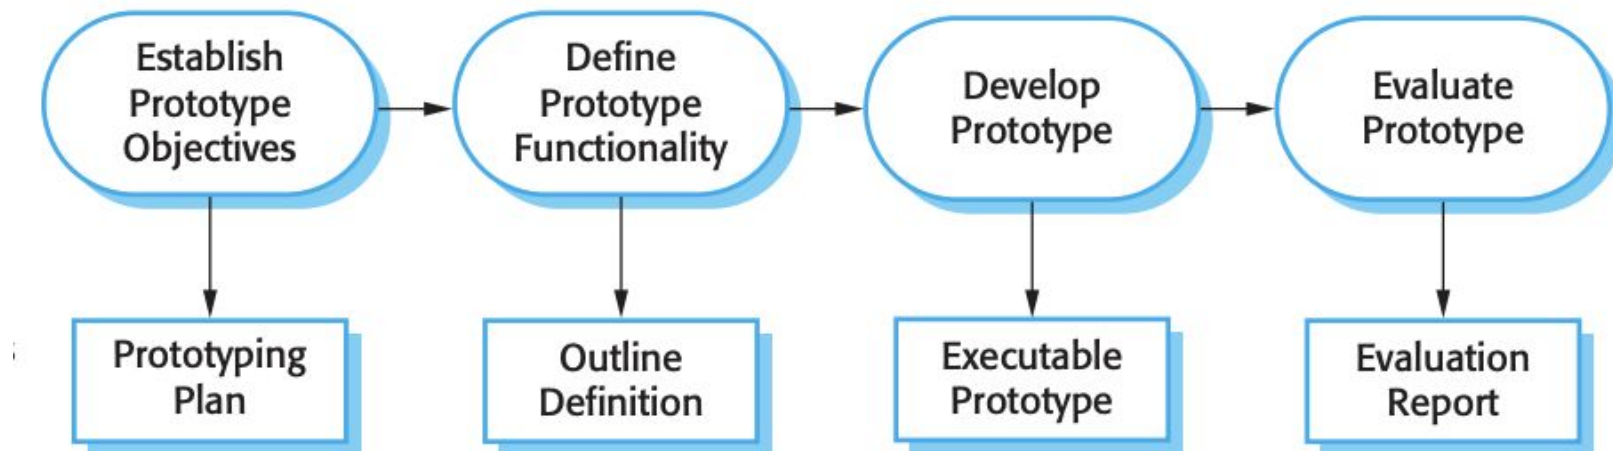 Establish
Prototype
Objectives
Define
Prototype
Functionality
Develop
Prototype
Evaluate
Prototype
Prototyping
Plan
Outline
Definition
Executable
Prototype
Evaluation
Report